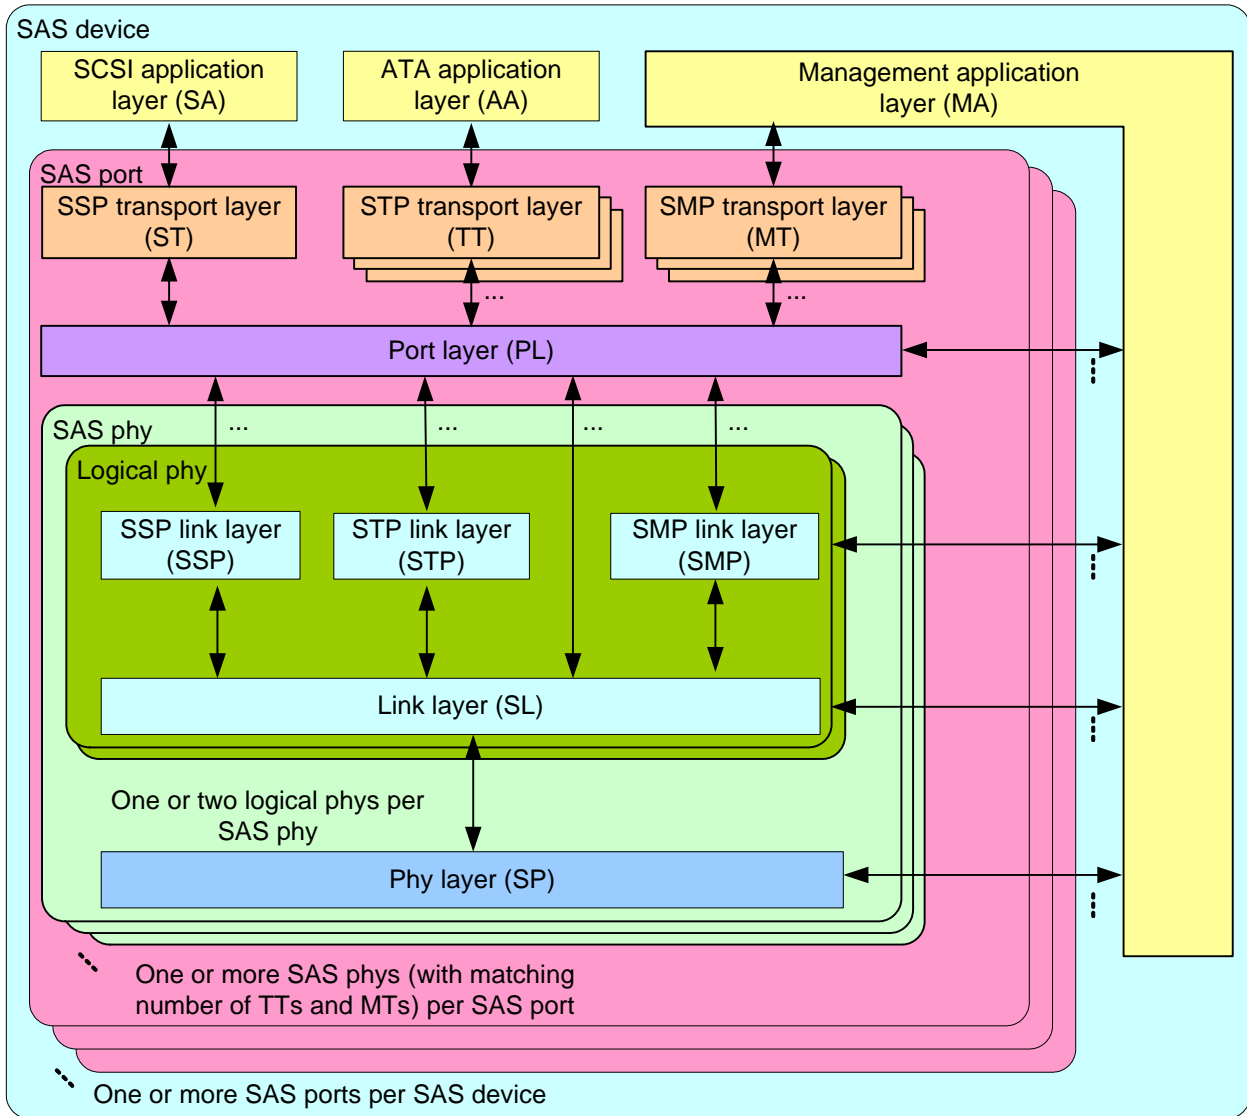 SAS device
SCSI application
layer (SA)
ATA application
layer (AA)
Management application
layer (MA)
SAS port
SSP transport layer
(ST)
STP transport layer
(TT)
SMP transport layer
(MT)
...
...
Port layer (PL)
...
...
...
...
SAS phy
Logical phy
SSP link layer
(SSP)
STP link layer
(STP)
SMP link layer
(SMP)
Link layer (SL)
One or two logical phys per
SAS phy
Phy layer (SP)
One or more SAS phys (with matching
number of TTs and MTs) per SAS port
One or more SAS ports per SAS device